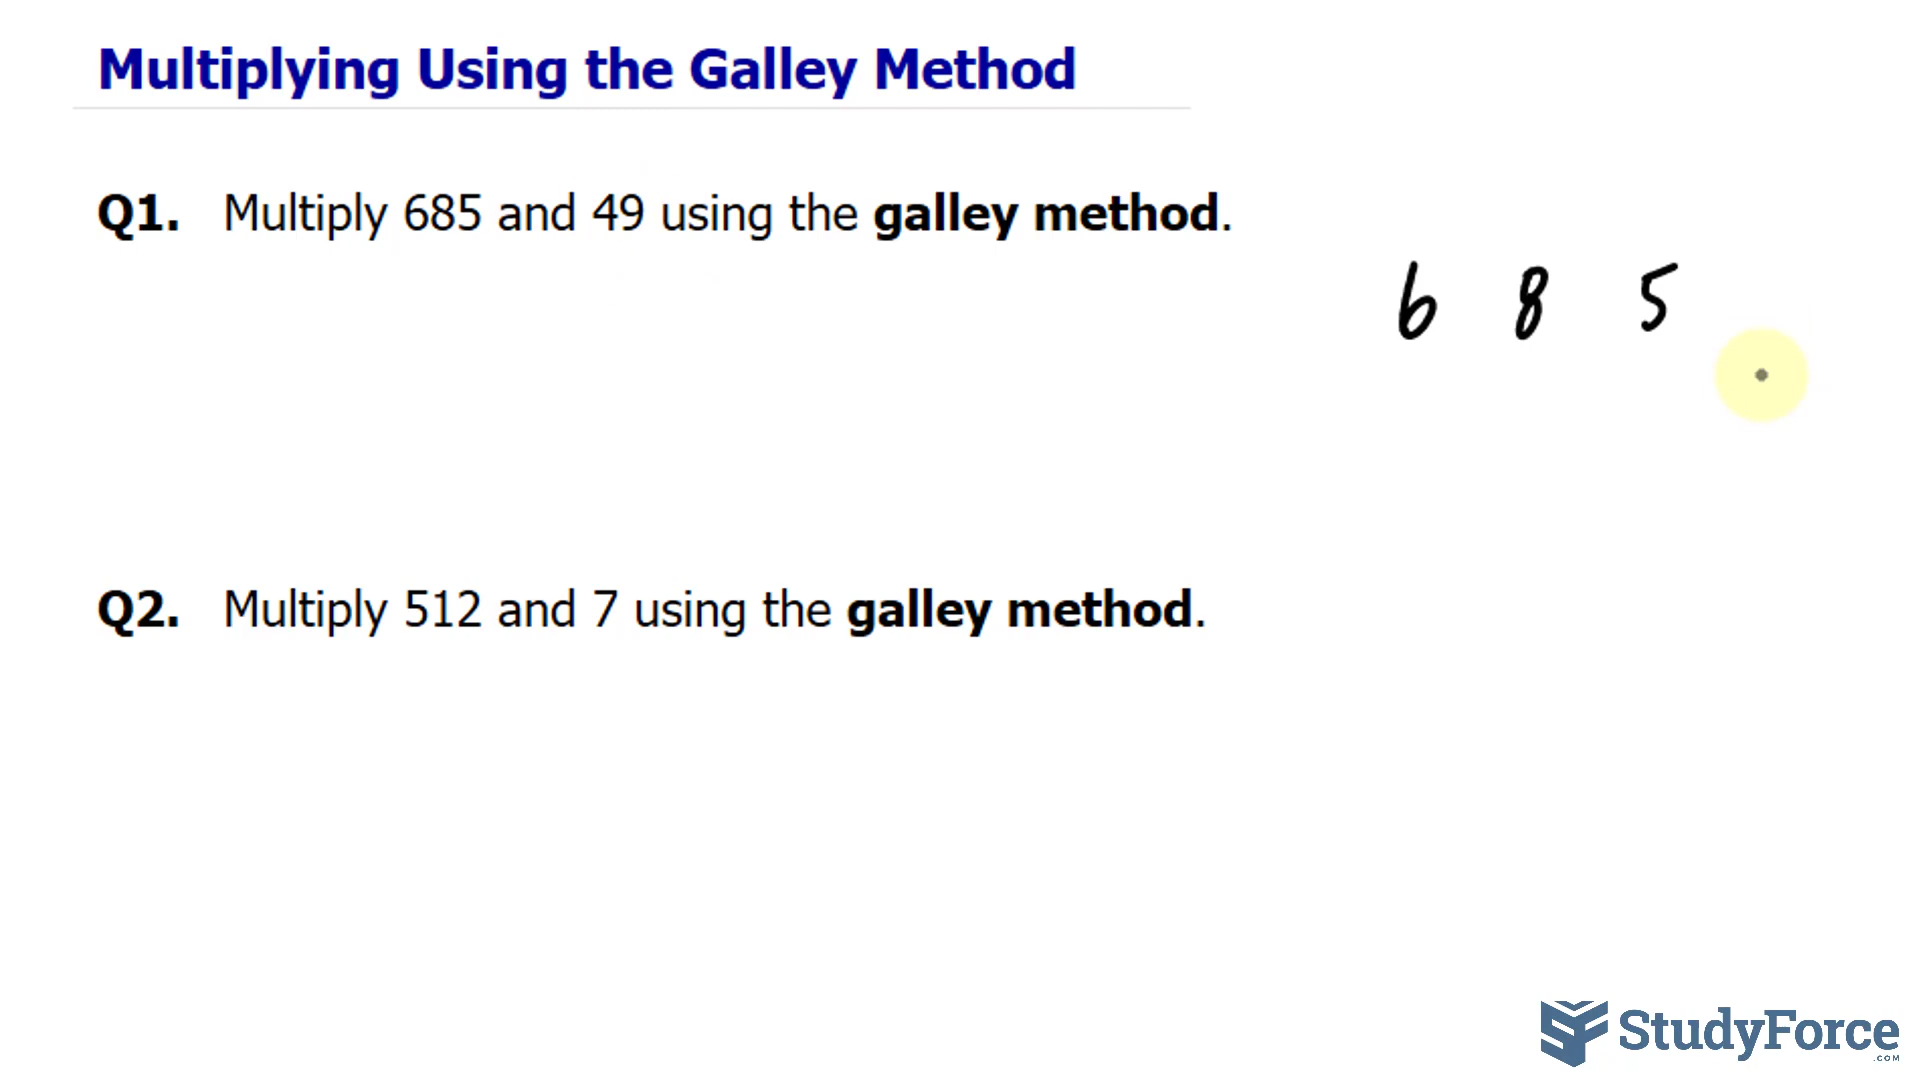 Multiplying Using the Galley Method
Q1. Multiply 685 and 49 using the galley method.
6 8 5
Q2. Multiply 512 and 7 using the galley method.
StudyForce
.COM